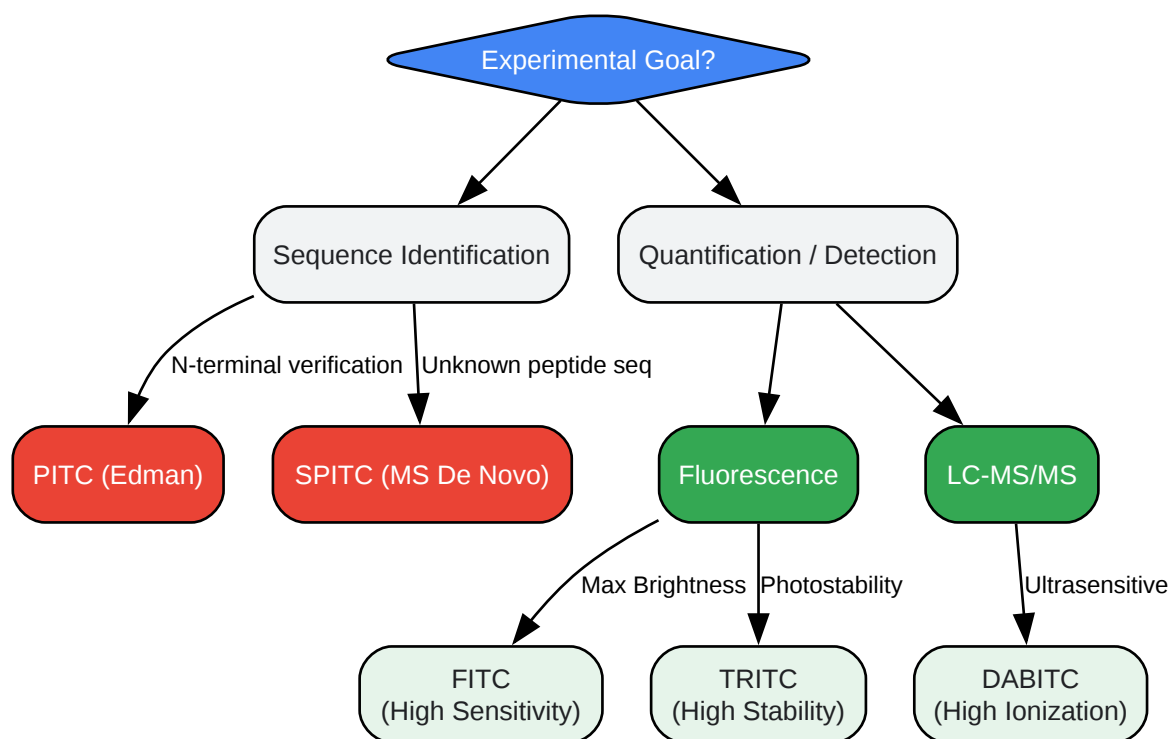 Experimental Goal?
Sequence Identification
Quantification / Detection
N-terminal verification
Unknown peptide seq
PITC (Edman)
SPITC (MS De Novo)
Fluorescence
LC-MS/MS
Max Brightness
Photostability
Ultrasensitive
FITC
(High Sensitivity)
TRITC
(High Stability)
DABITC
(High Ionization)